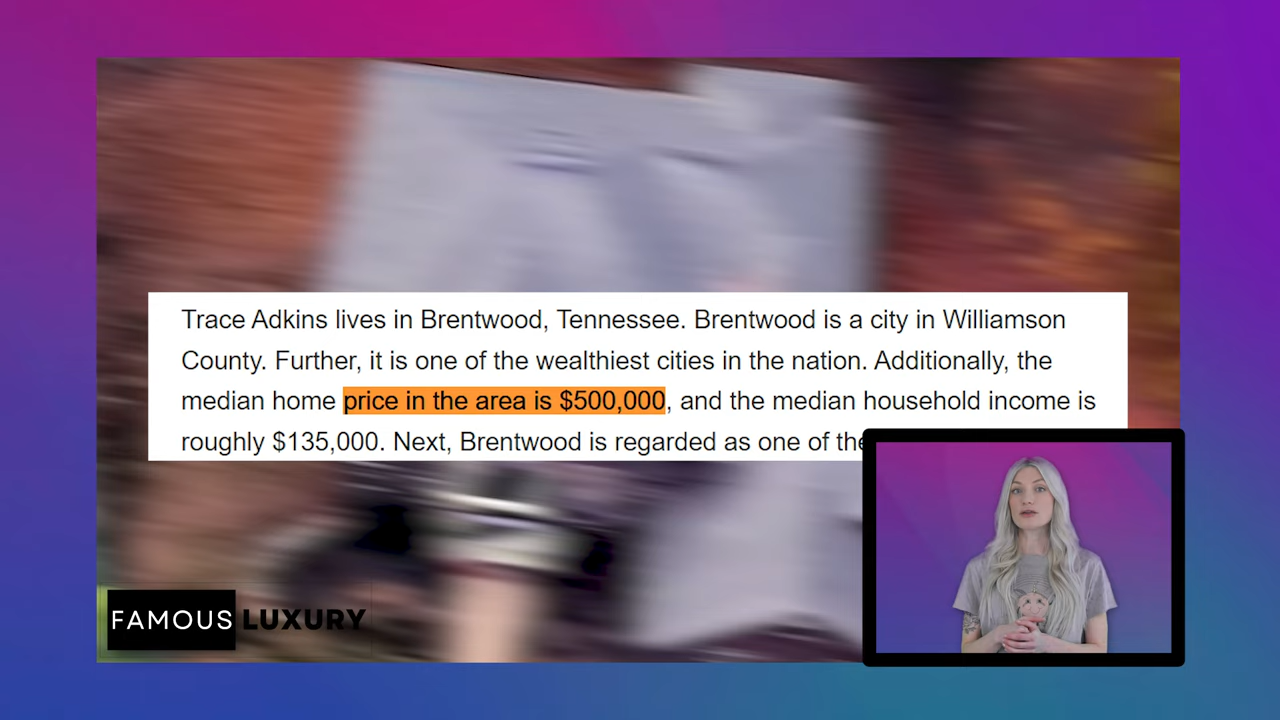 Trace Adkins lives in Brentwood, Tennessee. Brentwood is a city in Williamson
County. Further, it is one of the wealthiest cities in the nation. Additionally, the
median home price in the area is $500,000, and the median household income is
roughly $135,000. Next, Brentwood is regarded as one of the
FAMOUS LUXURY